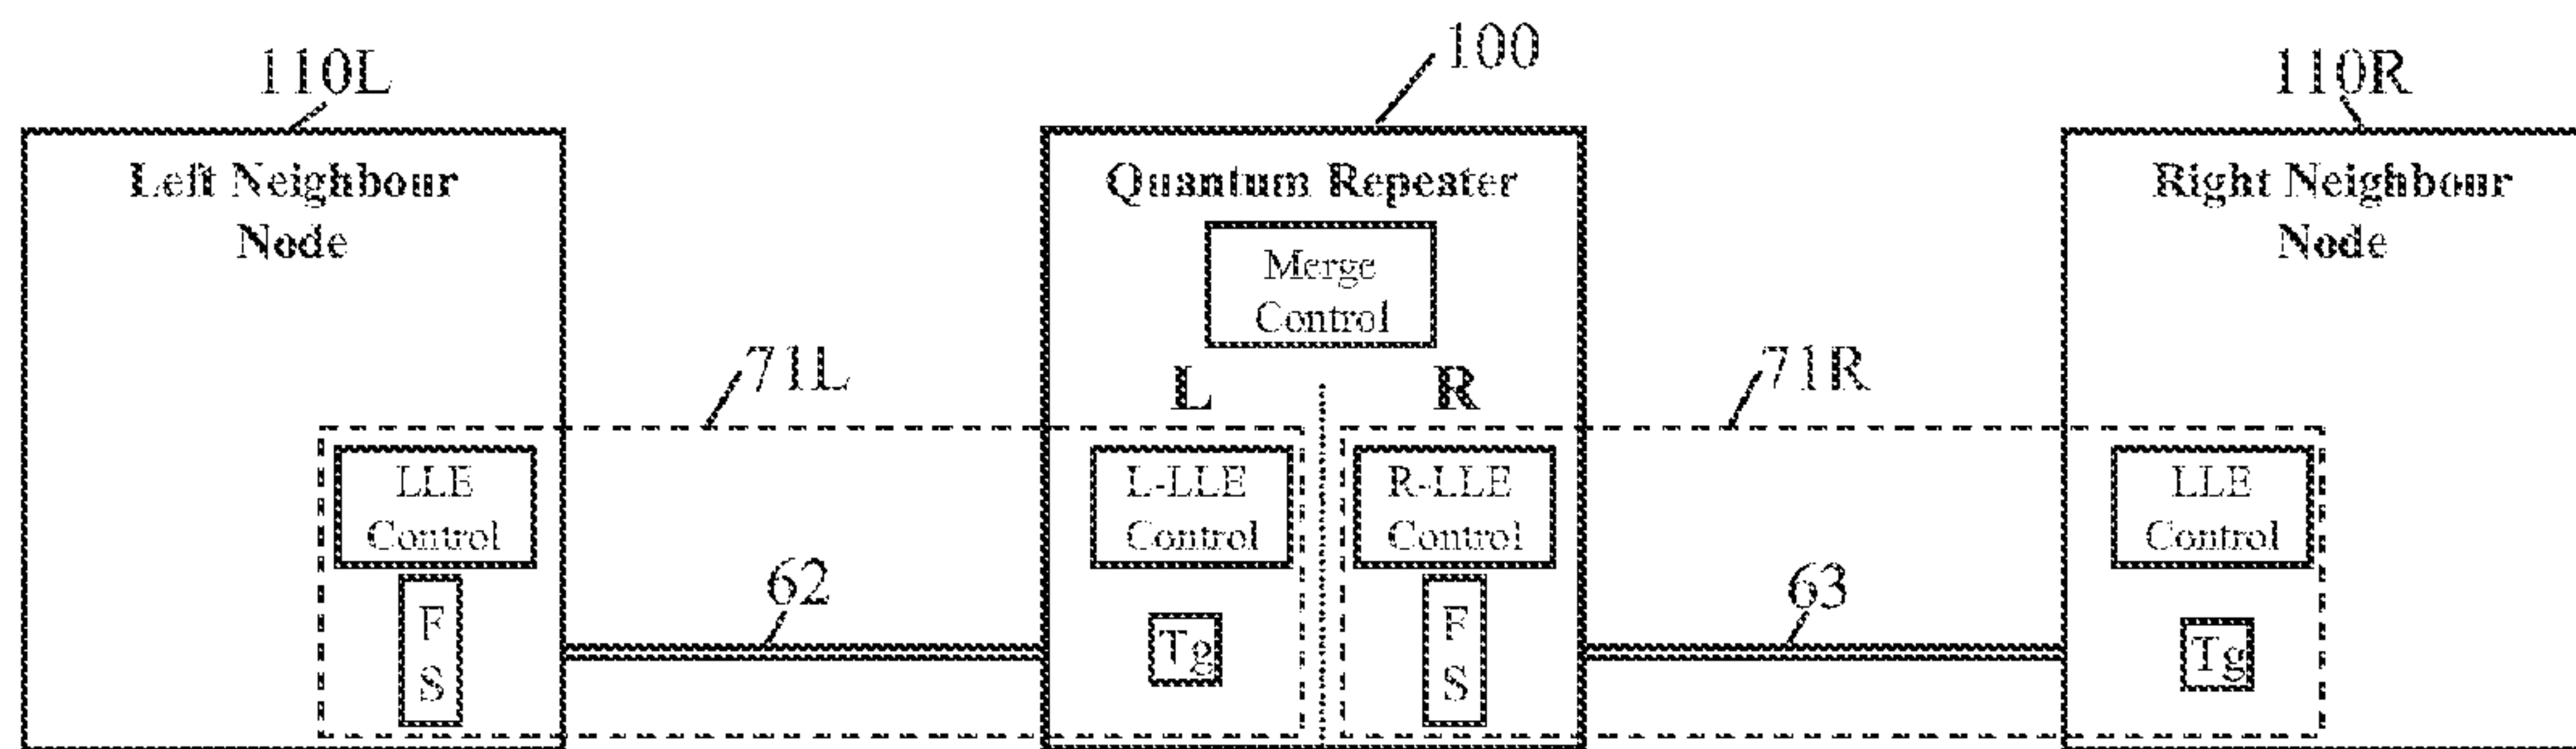 110L
100
110R
Left Neighbour
Node
Quantum Repeater
Right Neighbour
Node
Merge
Control
71L
L
R
71R
LLE
Control
L-LLE
Control
R-LLE
Control
LLE
Control
62
63
F
S
Tg
F
S
Tg